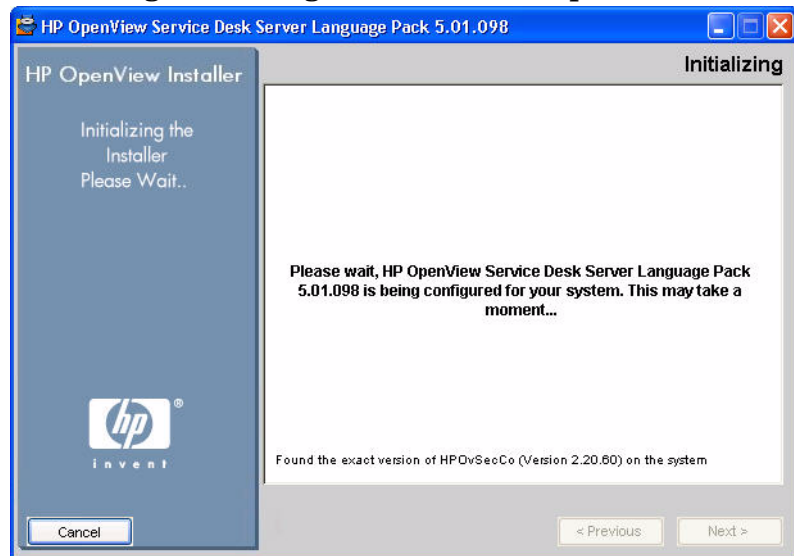 HP OpenView Service Desk Server Language Pack 5.01.098
HP OpenView Installer
Initializing the
Installer
Please Wait..
hp
invent
Initializing
Please wait, HP OpenView Service Desk Server Language Pack
5.01.098 is being configured for your system. This may take a
moment...
Found the exact version of HPOvSecCo (Version 2.20.60) on the system
Cancel
< Previous
Next >